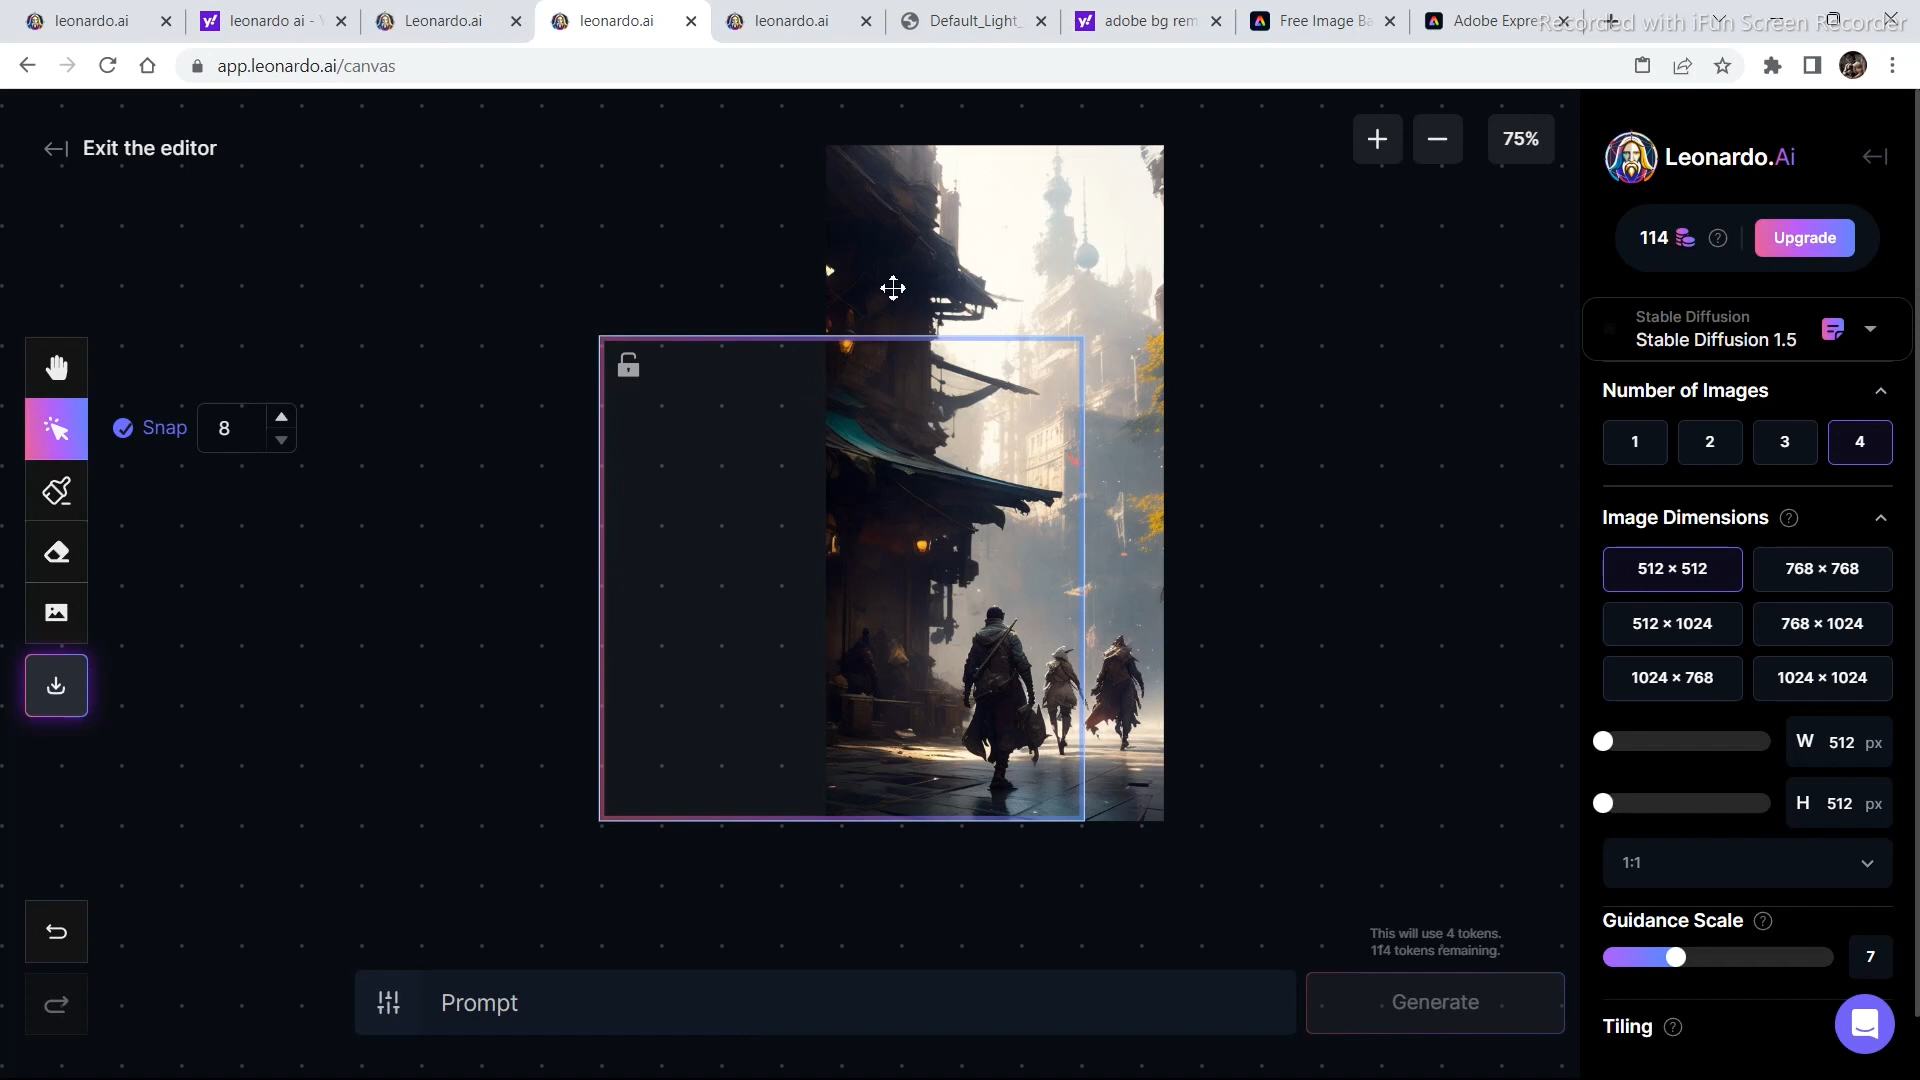 leonardo.ai
leonardo ai - Y
Leonardo.ai
leonardo.ai
leonardo.ai
Default_Light_
adobe bg rem
Free Image Ba
Adobe Expre
Recorded with iFun Screen Recorder
app.leonardo.ai/canvas
Exit the editor
75%
Leonardo.Ai
114
Upgrade
Stable Diffusion
Stable Diffusion 1.5
Number of Images
1 2 3 4
Snap 8
Image Dimensions
512 × 512 768 × 768
512 × 1024 768 × 1024
1024 × 768 1024 × 1024
W 512 px
H 512 px
1:1
Guidance Scale
7
This will use 4 tokens.
114 tokens remaining.
Prompt
Generate
Tiling